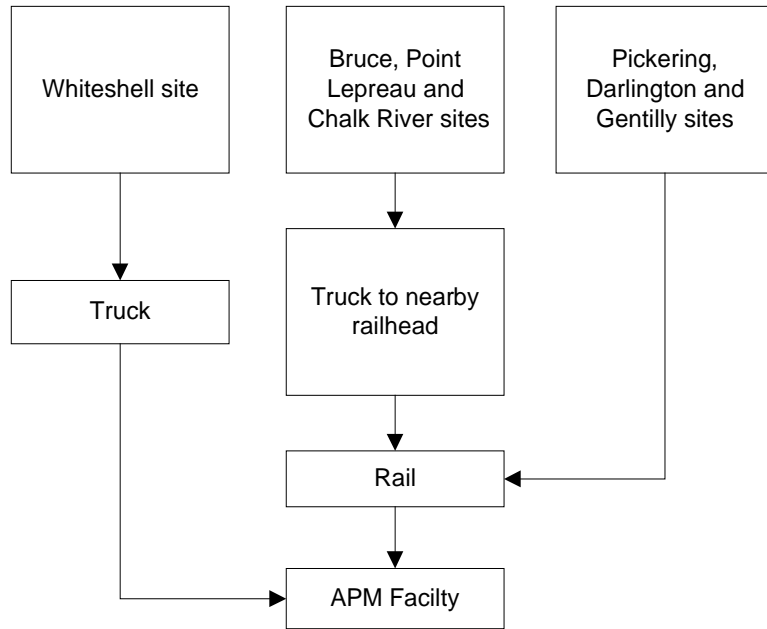 Whiteshell site
Bruce, Point
Lepreau and
Chalk River sites
Pickering,
Darlington and
Gentilly sites
Truck
Truck to nearby
railhead
Rail
APM Facilty